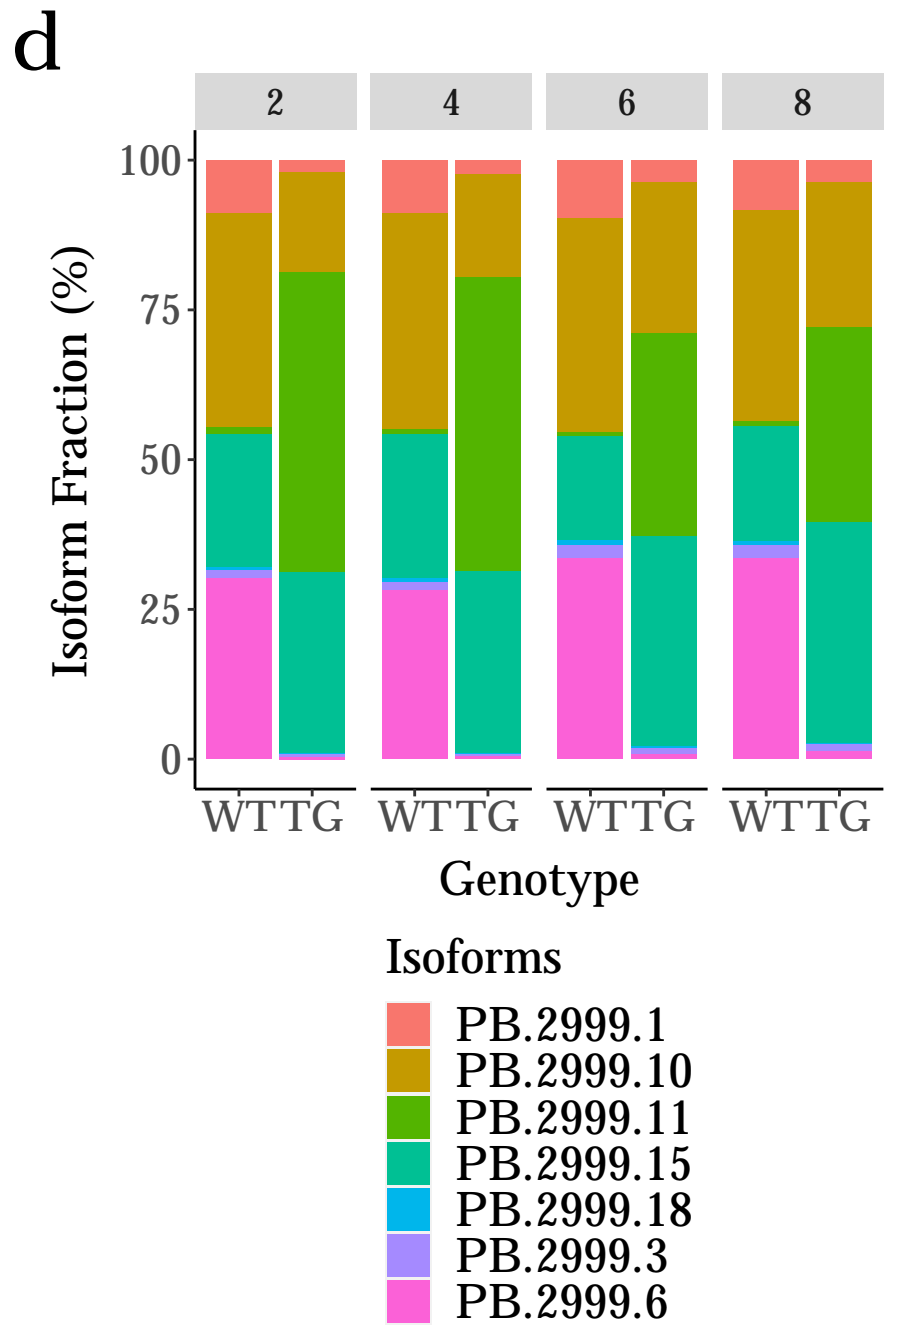 d
2 4 6 8
100
75
50
25
0
Isoform Fraction (%)
WT TG WT TG WT TG WT TG
Genotype
Isoforms
PB.2999.1
PB.2999.10
PB.2999.11
PB.2999.15
PB.2999.18
PB.2999.3
PB.2999.6